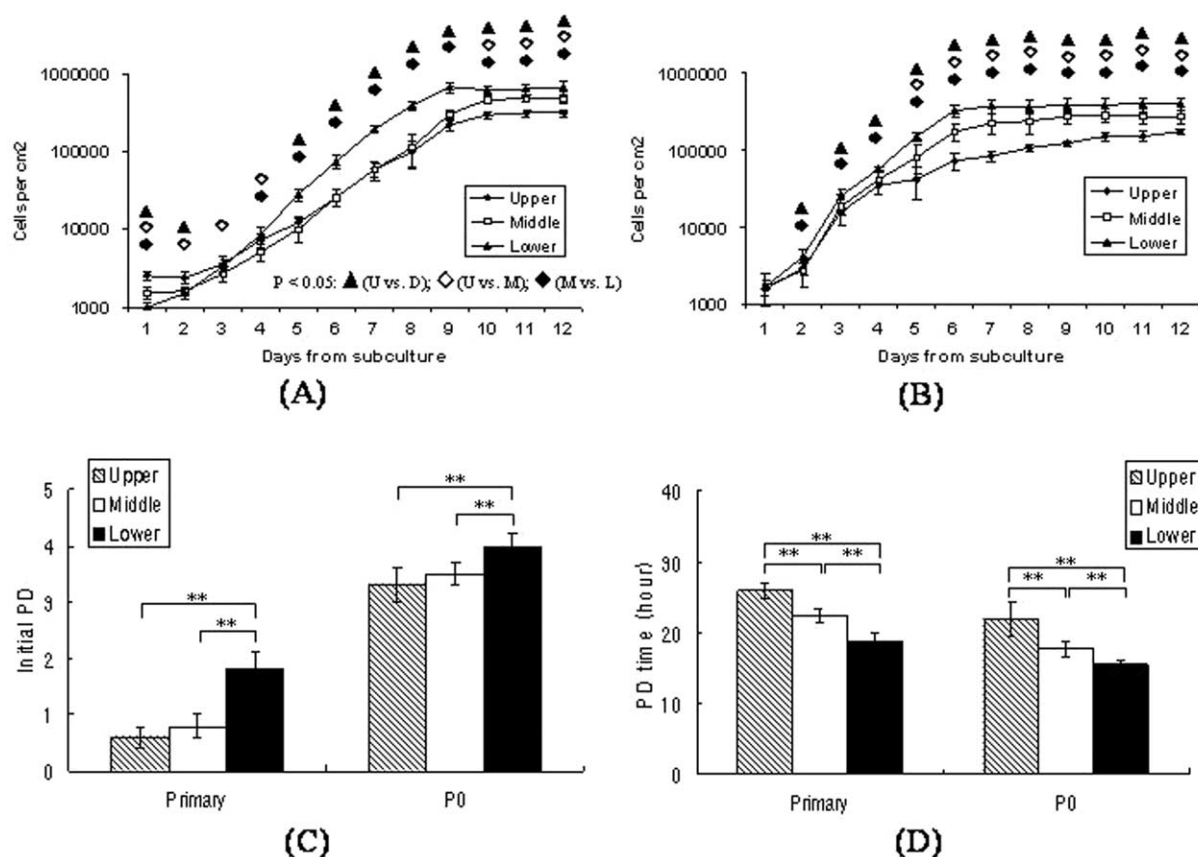 Cells per cm2
1000000
100000
10000
1000
Upper
Middle
Lower
P < 0.05: ▲ (U vs. D); ◇ (U vs. M); ◆ (M vs. L)
1 2 3 4 5 6 7 8 9 10 11 12
Days from subculture
(A)
Cells per cm2
1000000
100000
10000
1000
Upper
Middle
Lower
1 2 3 4 5 6 7 8 9 10 11 12
Days from subculture
(B)
Upper
Middle
Lower
Initial PD
5
4
3
2
1
0
**
**
**
**
Primary P0
(C)
Upper
Middle
Lower
PD time (hour)
40
30
20
10
0
**
** **
**
** **
Primary P0
(D)